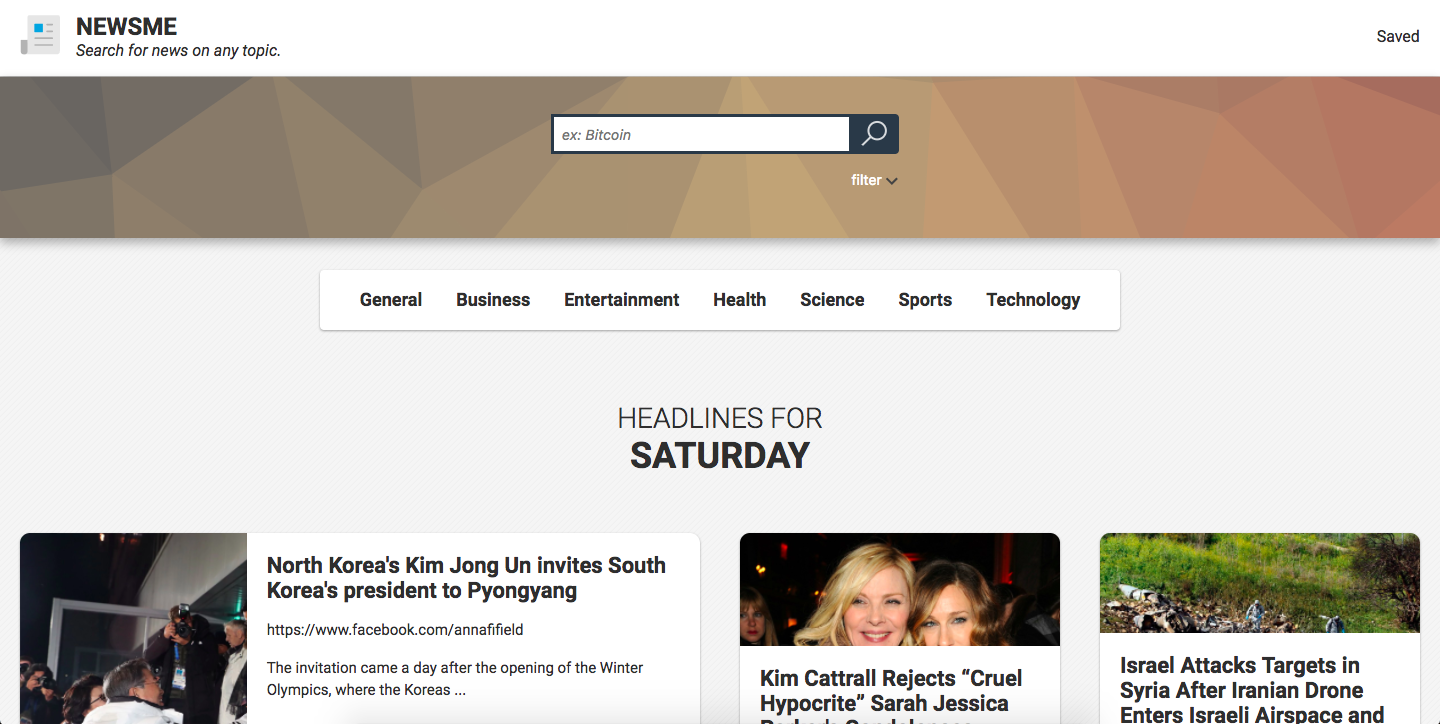 NEWSME
Search for news on any topic.
Saved
ex: Bitcoin
filter
General Business Entertainment Health Science Sports Technology
HEADLINES FOR
SATURDAY
North Korea's Kim Jong Un invites South
Korea's president to Pyongyang
https://www.facebook.com/annafifield
The invitation came a day after the opening of the Winter
Olympics, where the Koreas ...
Kim Cattrall Rejects “Cruel
Hypocrite” Sarah Jessica
Parker's Condolences
Israel Attacks Targets in
Syria After Iranian Drone
Enters Israeli Airspace and